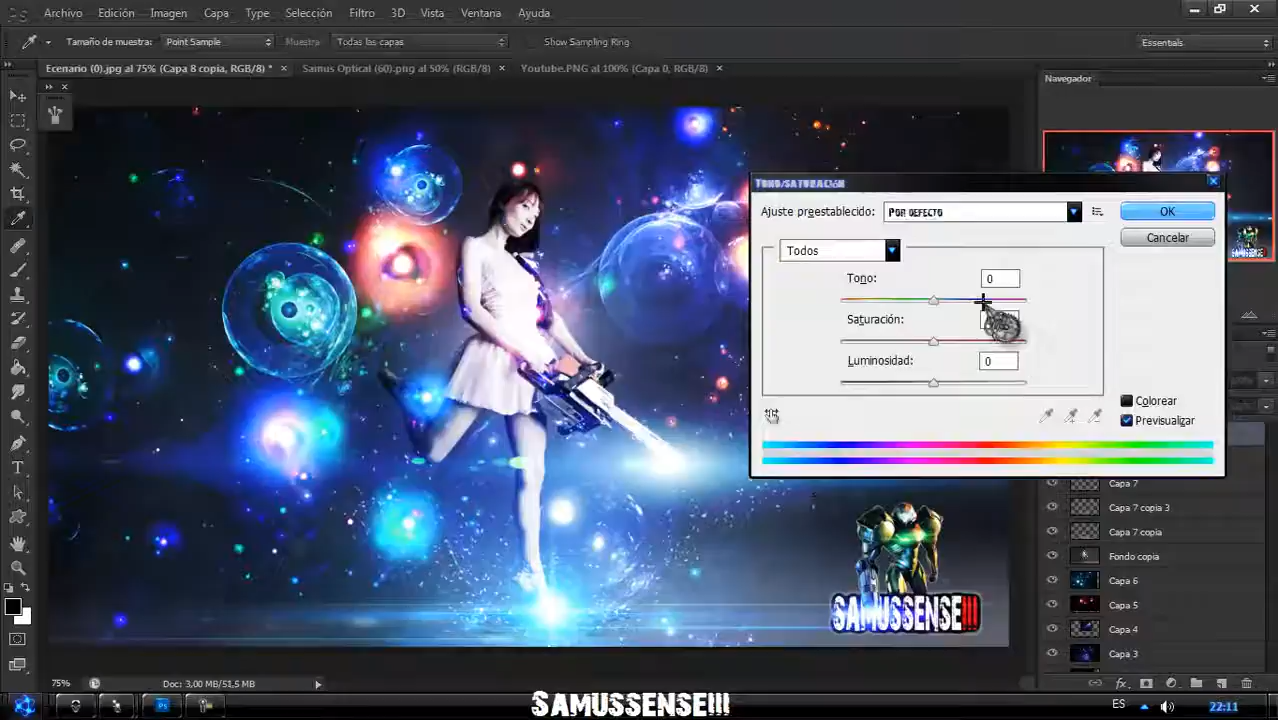 Ps Archivo Edición Imagen Capa Type Selección Filtro 3D Vista Ventana Ayuda
Tamaño de muestra: Point Sample Muestra: Todas las capas Show Sampling Ring Essentials
Ecenario (0).jpg al 75% (Capa 8 copia, RGB/8) * × Samus Optical (60).png al 50% (RGB/8) × Youtube.PNG al 100% (Capa 0, RGB/8) ×
Navegador
Tono/saturación
Ajuste preestablecido: Por defecto OK
Cancelar
Todos
Tono: 0
Saturación:
Luminosidad: 0
Colorear
Previsualizar
Capa 7
Capa 7 copia 3
Capa 7 copia
Fondo copia
Capa 6
Capa 5
Capa 4
Capa 3
SAMUSSENSE!!!
75% Doc: 3,00 MB/51,5 MB
SAMUSSENSE!!!
ES 22:11